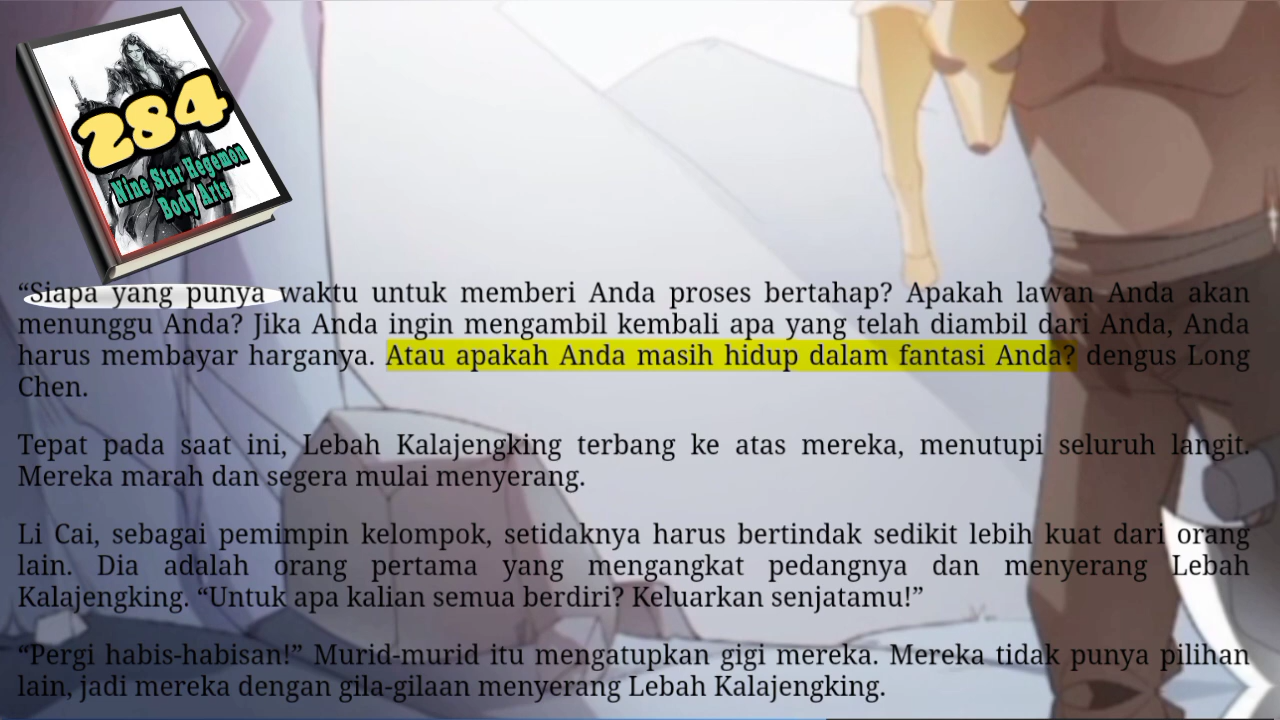 284
Nine Star Hegemon
Body Arts
“Siapa yang punya waktu untuk memberi Anda proses bertahap? Apakah lawan Anda akan
menunggu Anda? Jika Anda ingin mengambil kembali apa yang telah diambil dari Anda, Anda
harus membayar harganya. Atau apakah Anda masih hidup dalam fantasi Anda? dengus Long
Chen.
Tepat pada saat ini, Lebah Kalajengking terbang ke atas mereka, menutupi seluruh langit.
Mereka marah dan segera mulai menyerang.
Li Cai, sebagai pemimpin kelompok, setidaknya harus bertindak sedikit lebih kuat dari orang
lain. Dia adalah orang pertama yang mengangkat pedangnya dan menyerang Lebah
Kalajengking. “Untuk apa kalian semua berdiri? Keluarkan senjatamu!”
“Pergi habis-habisan!” Murid-murid itu mengatupkan gigi mereka. Mereka tidak punya pilihan
lain, jadi mereka dengan gila-gilaan menyerang Lebah Kalajengking.